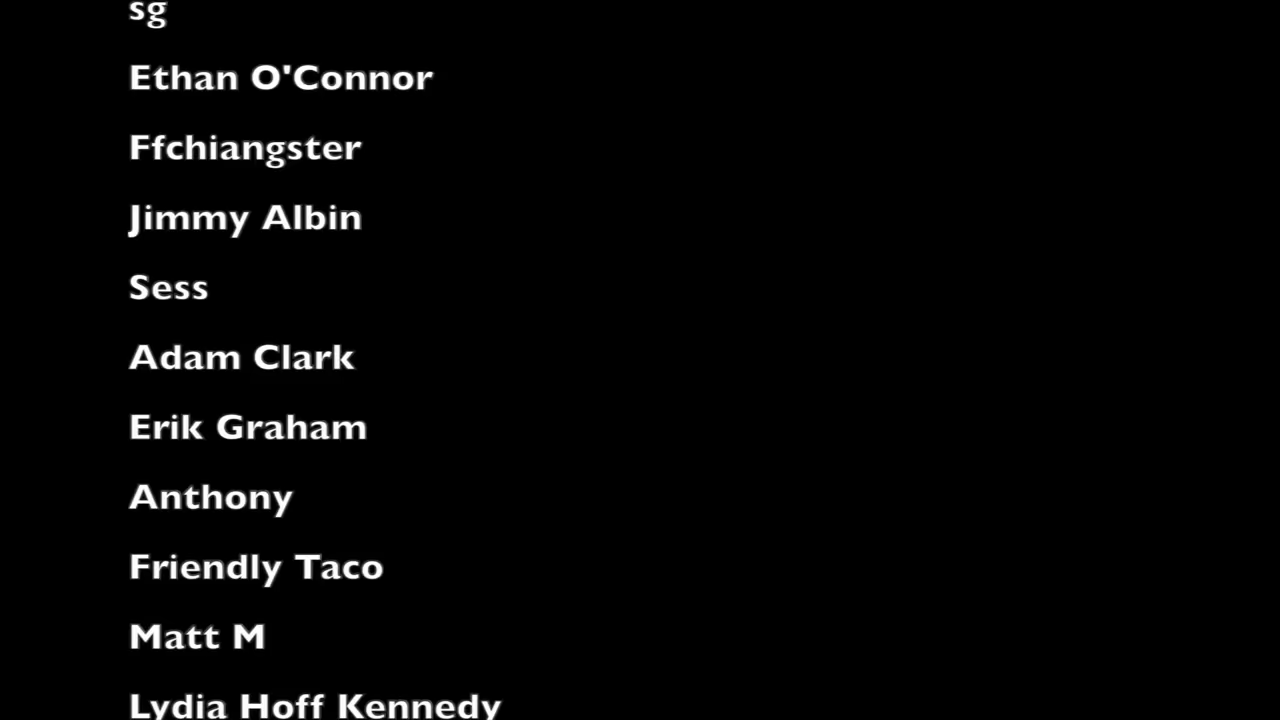 sg
Ethan O'Connor
Ffchiangster
Jimmy Albin
Sess
Adam Clark
Erik Graham
Anthony
Friendly Taco
Matt M
Lydia Hoff Kennedy